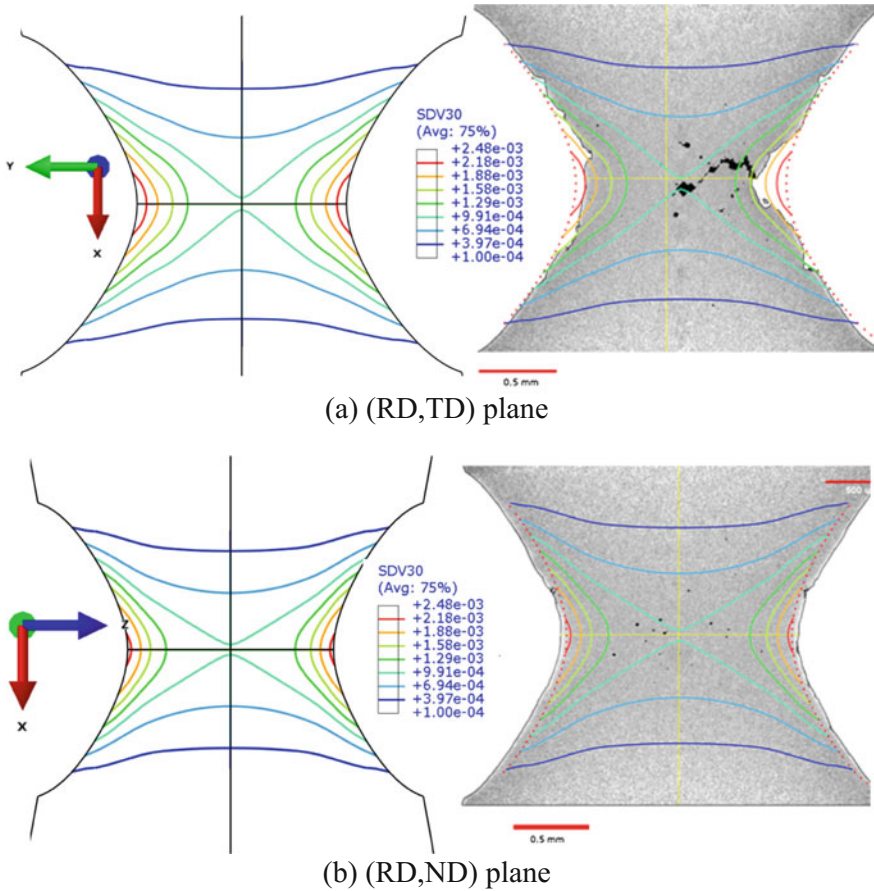 Y
X
SDV30
(Avg: 75%)
+2.48e-03
+2.18e-03
+1.88e-03
+1.58e-03
+1.29e-03
+9.91e-04
+6.94e-04
+3.97e-04
+1.00e-04
0.5 mm
(a) (RD,TD) plane
Z
X
SDV30
(Avg: 75%)
+2.48e-03
+2.18e-03
+1.88e-03
+1.58e-03
+1.29e-03
+9.91e-04
+6.94e-04
+3.97e-04
+1.00e-04
0.5 mm
(b) (RD,ND) plane